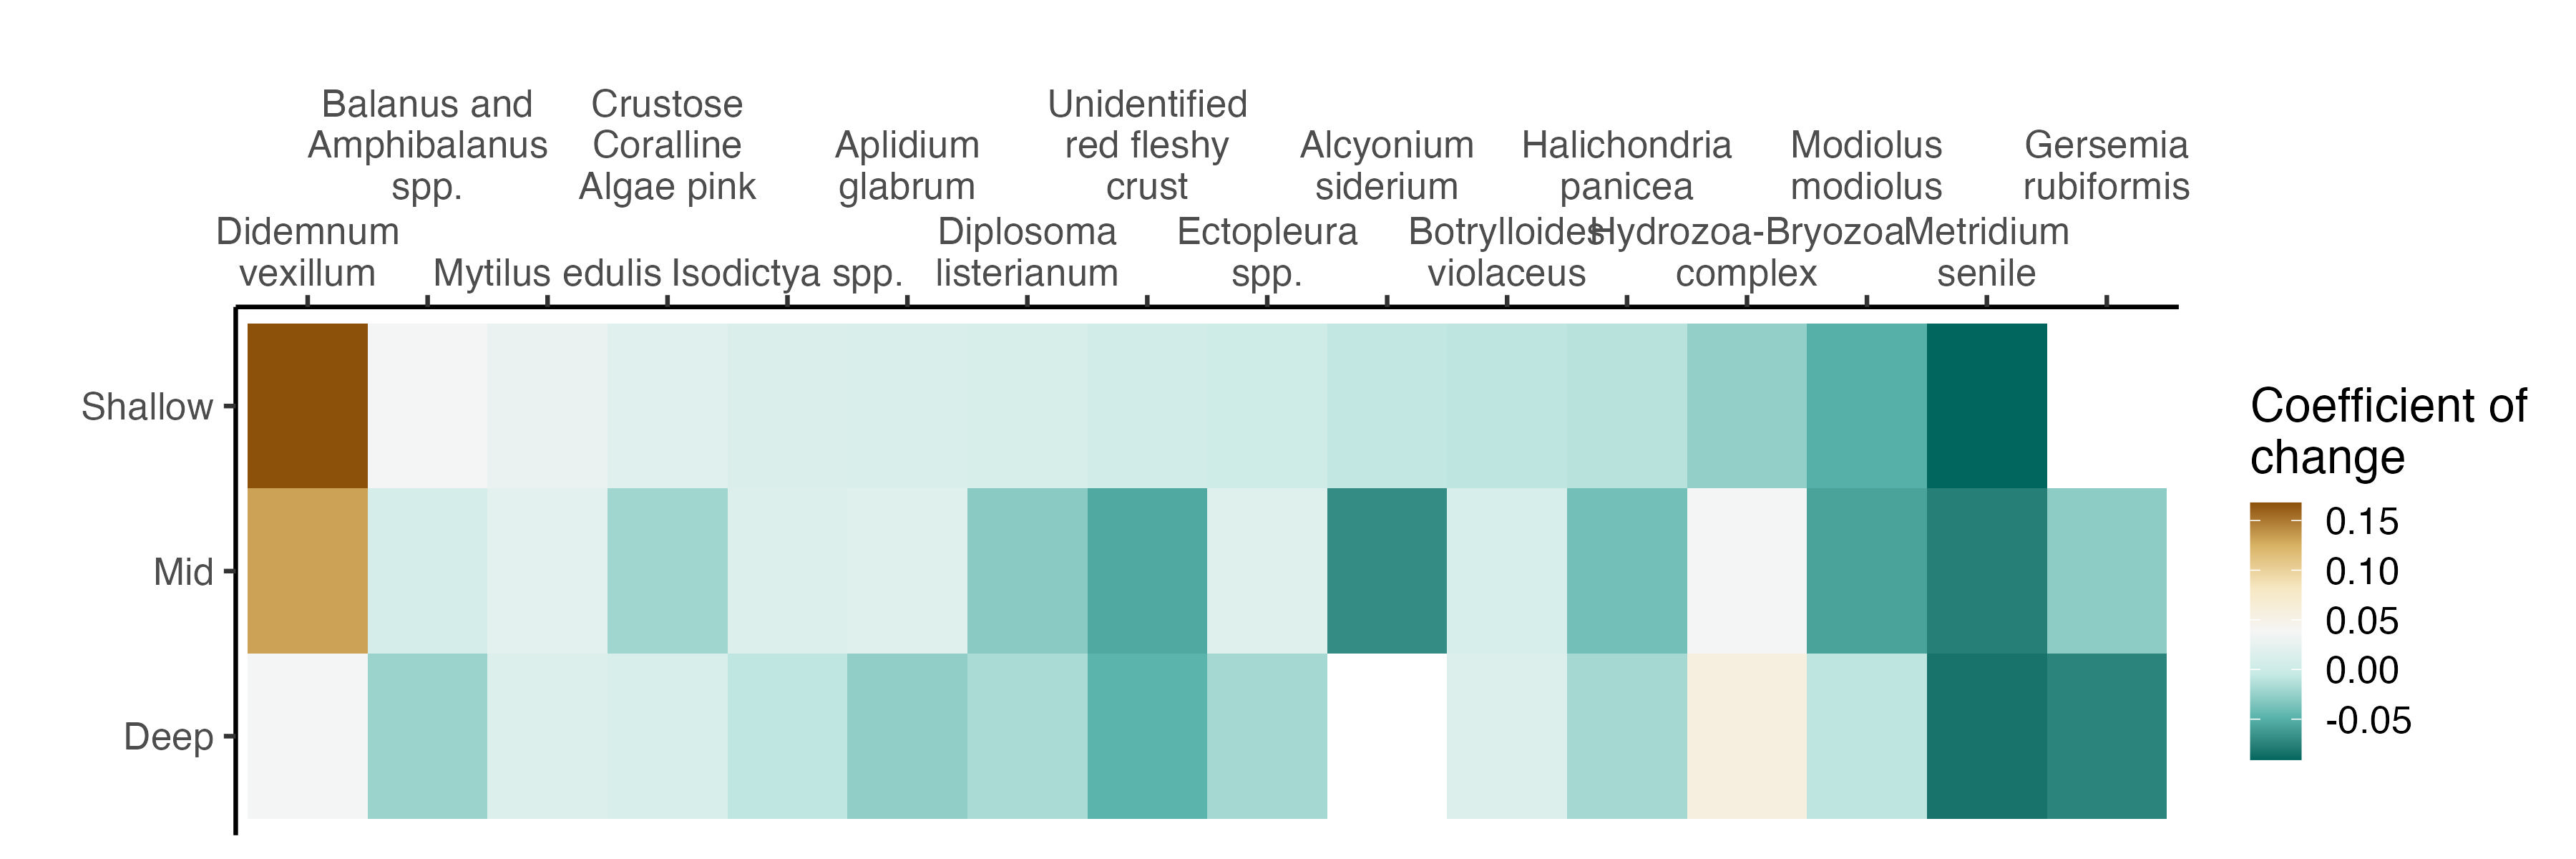 Balanus and
Amphibalanus
spp.
Crustose
Coralline
Algae pink
Aplidium
glabrum
Unidentified
red fleshy
crust
Alcyonium
siderium
Halichondria
panicea
Modiolus
modiolus
Gersemia
rubiformis
Didemnum
vexillum
Mytilus edulis
Isodictya spp.
Diplosoma
listerianum
Ectopleura
spp.
Botrylloides
violaceus
Hydrozoa-Bryozoa
complex
Metridium
senile
Shallow
Mid
Deep
Coefficient of
change
0.15
0.10
0.05
0.00
-0.05